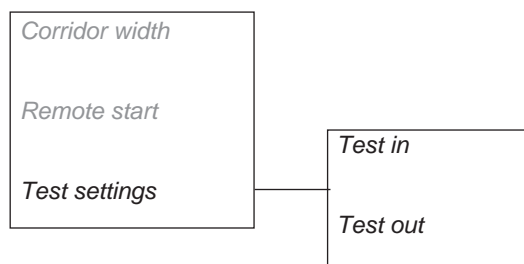 Corridor width
Remote start
Test settings
Test in
Test out